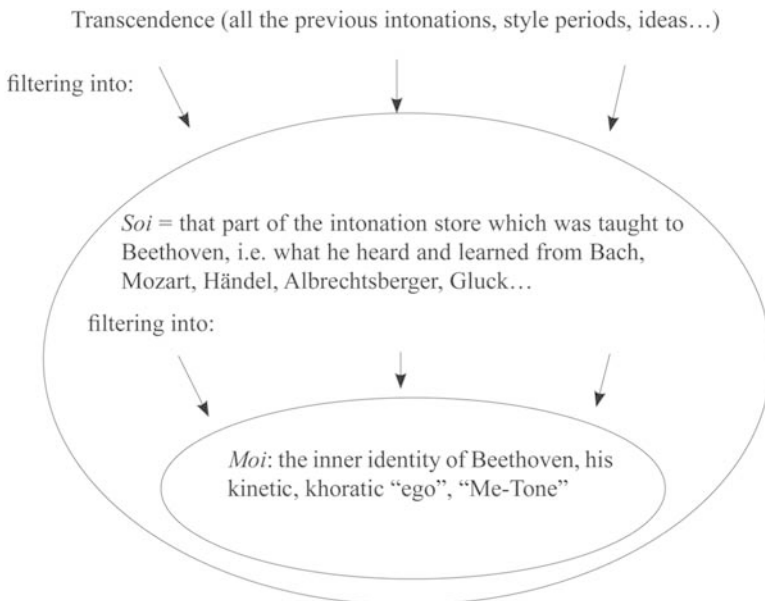 Transcendence (all the previous intonations, style periods, ideas…)
filtering into:
Soi = that part of the intonation store which was taught to
Beethoven, i.e. what he heard and learned from Bach,
Mozart, Händel, Albrechtsberger, Gluck…
filtering into:
Moi: the inner identity of Beethoven, his
kinetic, khoratic “ego”, “Me-Tone”